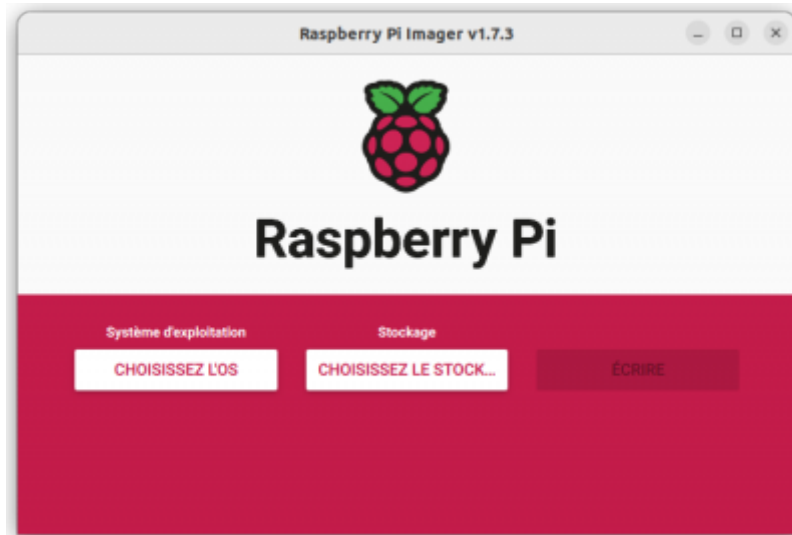 Raspberry Pi Imager v1.7.3
Raspberry Pi
Système d'exploitation
Stockage
CHOISISSEZ L'OS
CHOISISSEZ LE STOCK...
ÉCRIRE